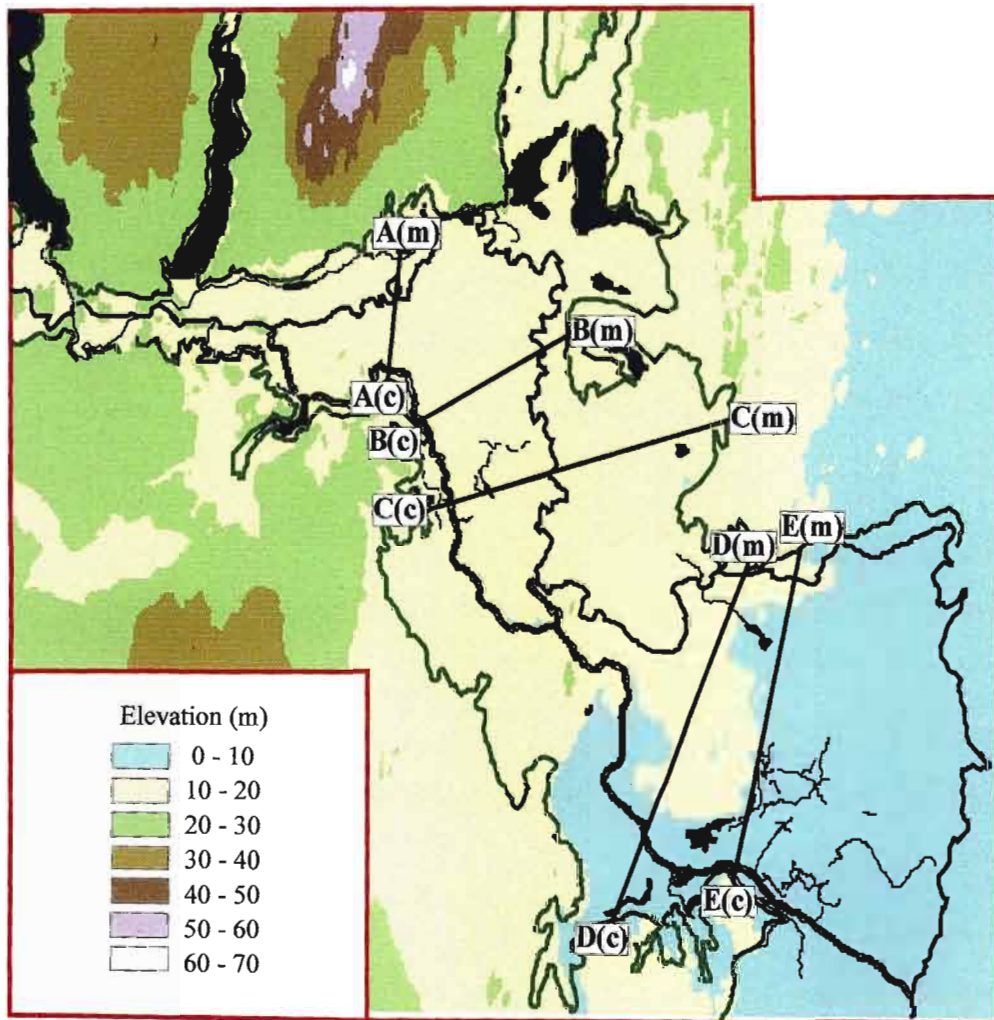 A(m)
B(m)
A(c)
C(m)
B(c)
C(c)
E(m)
D(m)
Elevation (m)
0 - 10
10 - 20
20 - 30
30 - 40
40 - 50
50 - 60
60 - 70
E(c)
D(c)